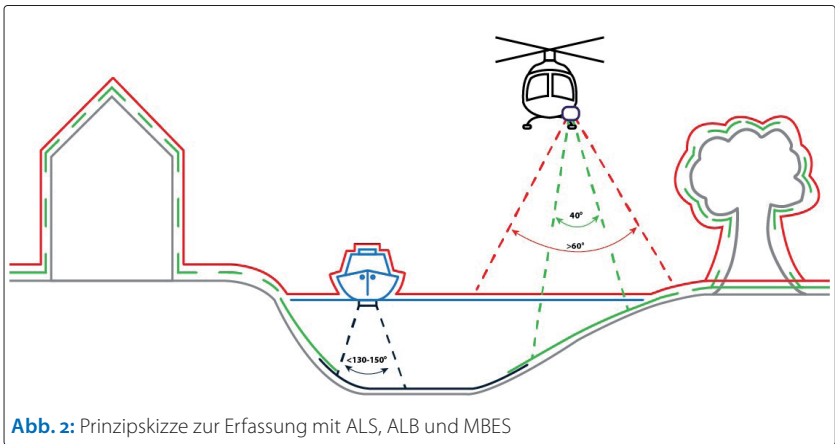 40°
>60°
<130-150°
Abb. 2: Prinzipskizze zur Erfassung mit ALS, ALB und MBES